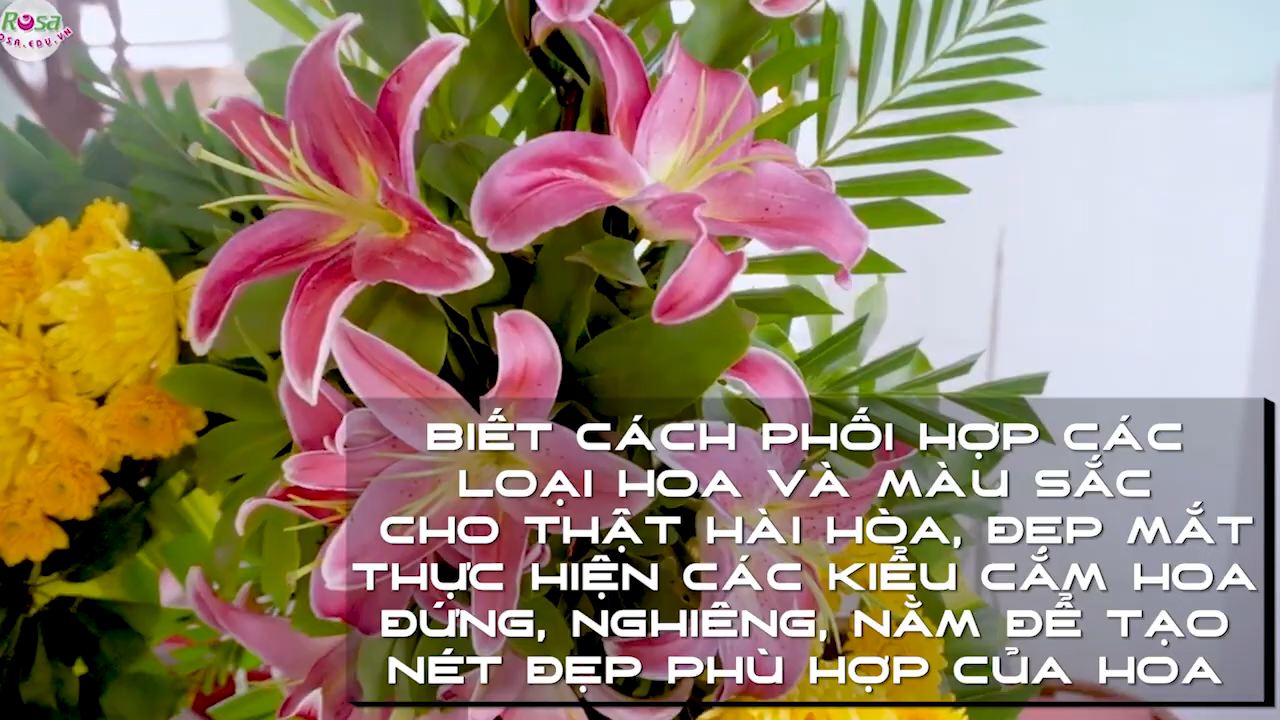 Rosa
ROSA.EDU.VN
BIẾT CÁCH PHỐI HỢP CÁC
LOẠI HOA VÀ MÀU SẮC
CHO THẬT HÀI HÒA, ĐẸP MẮT
THỰC HIỆN CÁC KIỂU CẮM HOA
ĐỨNG, NGHIÊNG, NẰM ĐỂ TẠO
NÉT ĐẸP PHÙ HỢP CỦA HOA